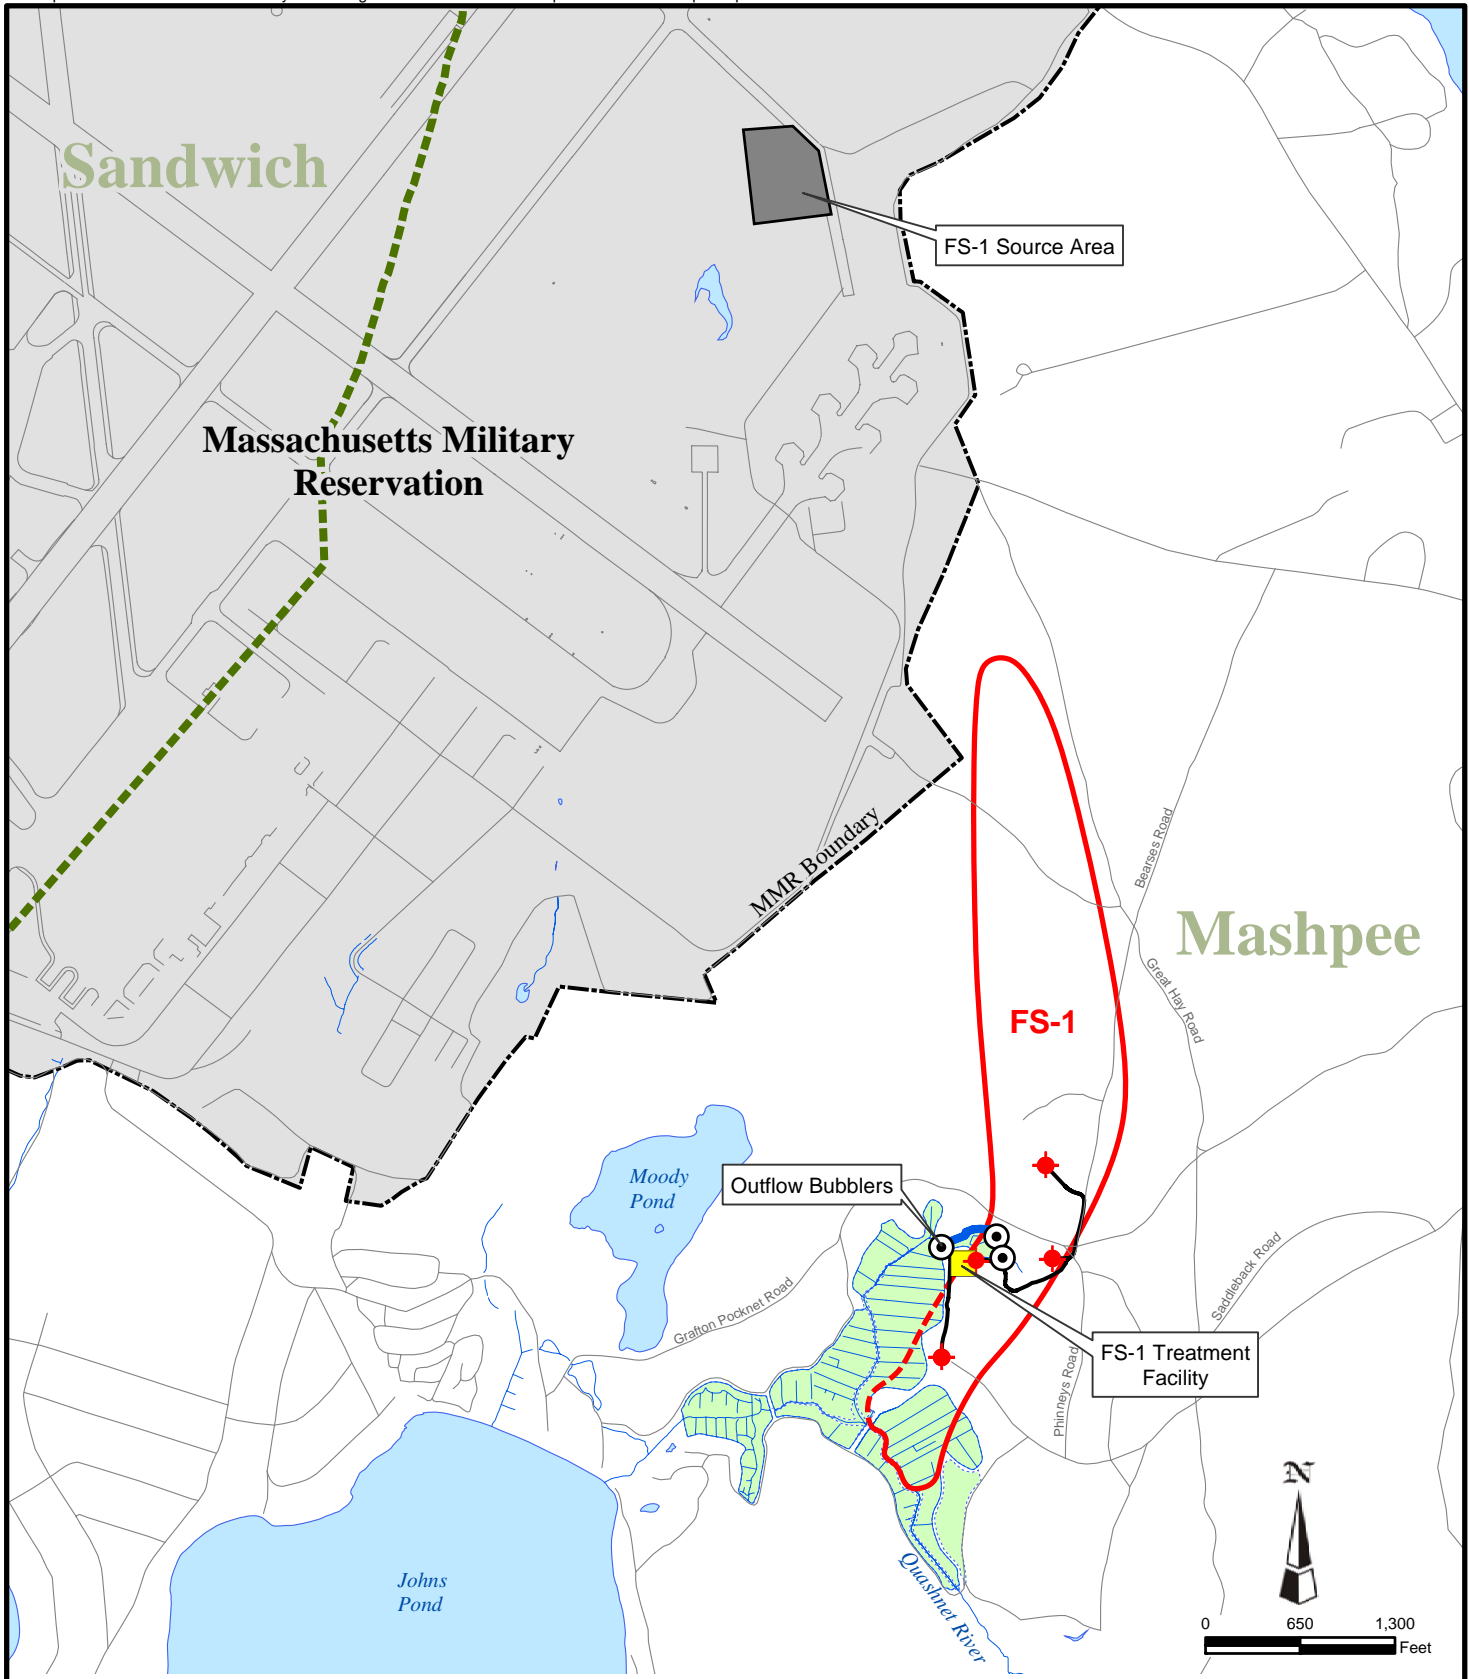 Sandwich
FS-1 Source Area
Massachusetts Military
Reservation
MMR Boundary
Bearses Road
Mashpee
Great Hay Road
FS-1
Moody
Pond
Outflow Bubblers
Grafton Pocknet Road
Saddleback Road
FS-1 Treatment
Facility
Phinneys Road
N
Quashnet River
Johns
Pond
0 650 1,300
Feet